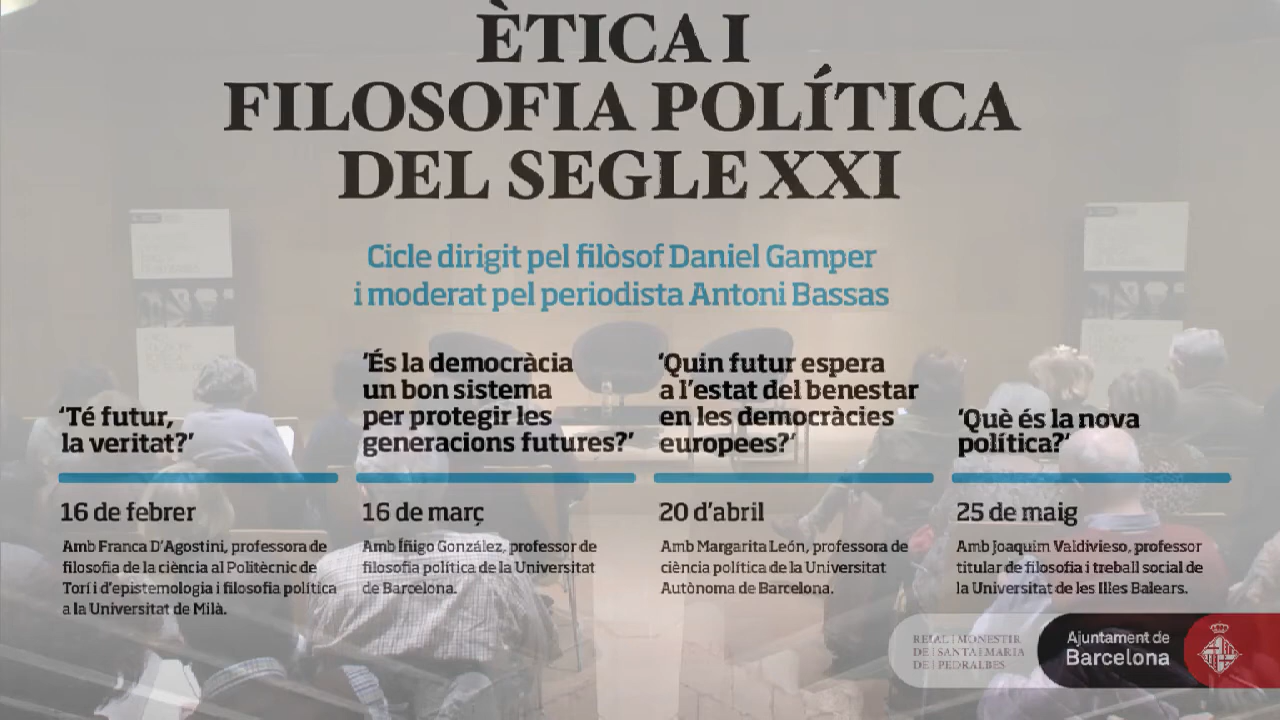 ÈTICA I
FILOSOFIA POLÍTICA
DEL SEGLE XXI
Cicle dirigit pel filòsof Daniel Gamper
i moderat pel periodista Antoni Bassas
‘Té futur,
la veritat?’
16 de febrer
Amb Franca D’Agostini, professora de
filosofia de la ciència al Politècnic de
Torí i d’epistemologia i filosofia política
a la Universitat de Milà.
‘És la democràcia
un bon sistema
per protegir les
generacions futures?’
16 de març
Amb Íñigo González, professor de
filosofia política de la Universitat
de Barcelona.
‘Quin futur espera
a l’estat del benestar
en les democràcies
europees?’
20 d’abril
Amb Margarita León, professora de
ciència política de la Universitat
Autònoma de Barcelona.
‘Què és la nova
política?’
25 de maig
Amb Joaquim Valdivieso, professor
titular de filosofia i treball social de
la Universitat de les Illes Balears.
REIAL MONESTIR
DE SANTA MARIA
DE PEDRALBES
Ajuntament de
Barcelona